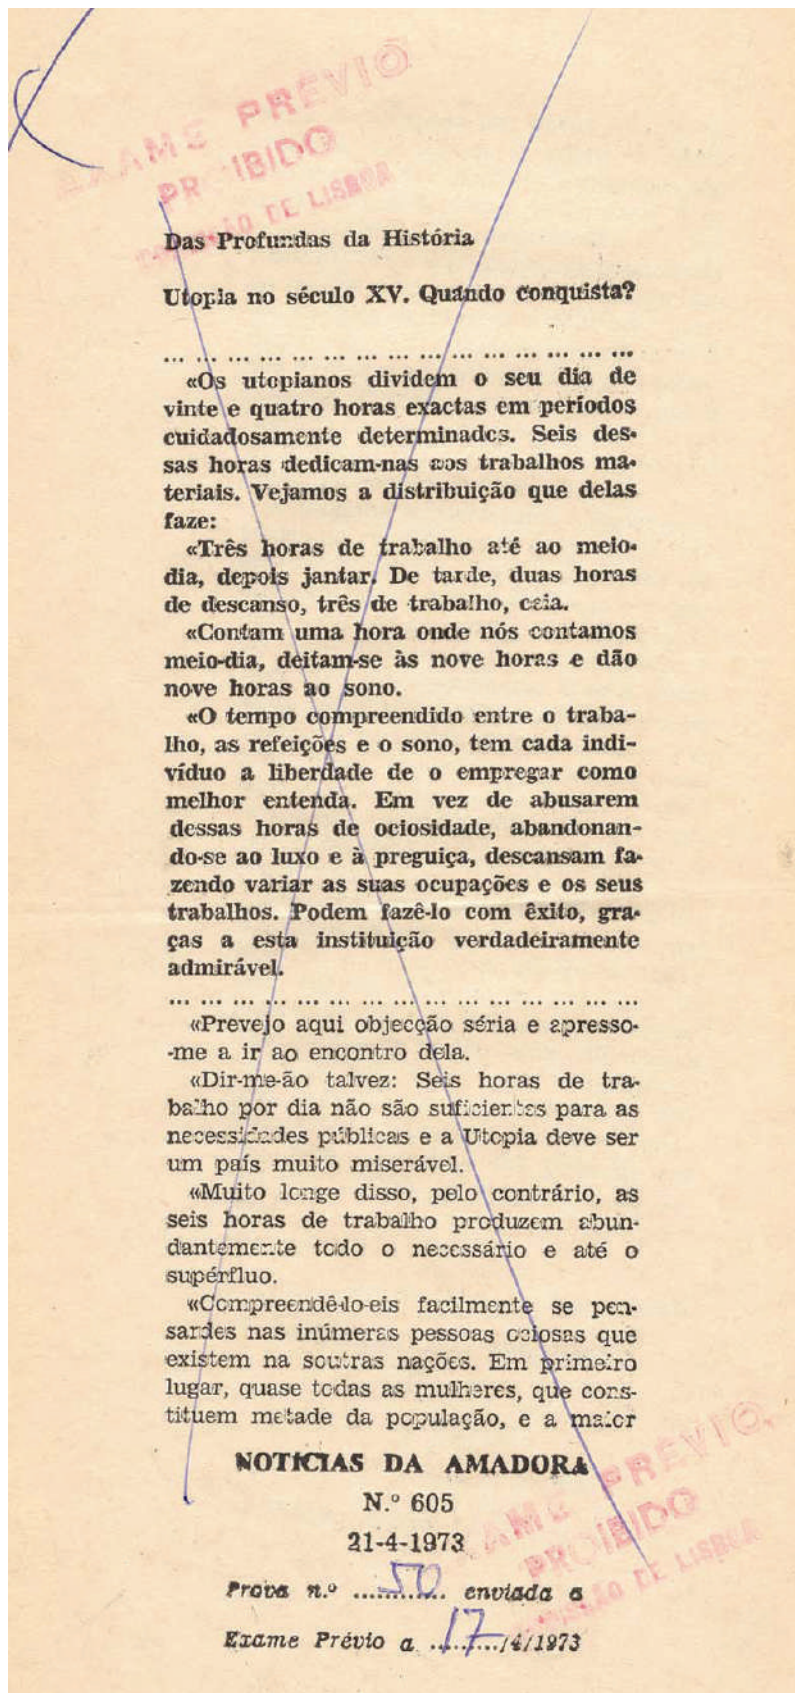 EXAME PRÉVIO
PROIBIDO
COMISSÃO DE LISBOA
Das Profundas da História
Utopia no século XV. Quando conquista?
... ... ... ... ... ... ... ... ... ... ... ... ... ... ...
«Os utopianos dividem o seu dia de
vinte e quatro horas exactas em períodos
cuidadosamente determinados. Seis des-
sas horas dedicam-nas aos trabalhos ma-
teriais. Vejamos a distribuição que delas
faze:
«Três horas de trabalho até ao meio-
dia, depois jantar. De tarde, duas horas
de descanso, três de trabalho, ceia.
«Contam uma hora onde nós contamos
meio-dia, deitam-se às nove horas e dão
nove horas ao sono.
«O tempo compreendido entre o traba-
lho, as refeições e o sono, tem cada indi-
víduo a liberdade de o empregar como
melhor entenda. Em vez de abusarem
dessas horas de ociosidade, abandonan-
do-se ao luxo e à preguiça, descansam fa-
zendo variar as suas ocupações e os seus
trabalhos. Podem fazê-lo com êxito, gra-
ças a esta instituição verdadeiramente
admirável.
... ... ... ... ... ... ... ... ... ... ... ... ... ... ...
«Prevejo aqui objecção séria e apresso-
-me a ir ao encontro dela.
«Dir-me-ão talvez: Seis horas de tra-
balho por dia não são suficientes para as
necessidades públicas e a Utopia deve ser
um país muito miserável.
«Muito longe disso, pelo contrário, as
seis horas de trabalho produzem abun-
dantemente todo o necessário e até o
supérfluo.
«Compreendê-lo-eis facilmente se pen-
sardes nas inúmeras pessoas ociosas que
existem na soutras nações. Em primeiro
lugar, quase todas as mulheres, que cons-
tituem metade da população, e a maior
NOTICIAS DA AMADORA
N.º 605
21-4-1973
Prova n.º ....50.... enviada a
Exame Prévio a ....17..../4/1973
EXAME PRÉVIO
PROIBIDO
COMISSÃO DE LISBOA